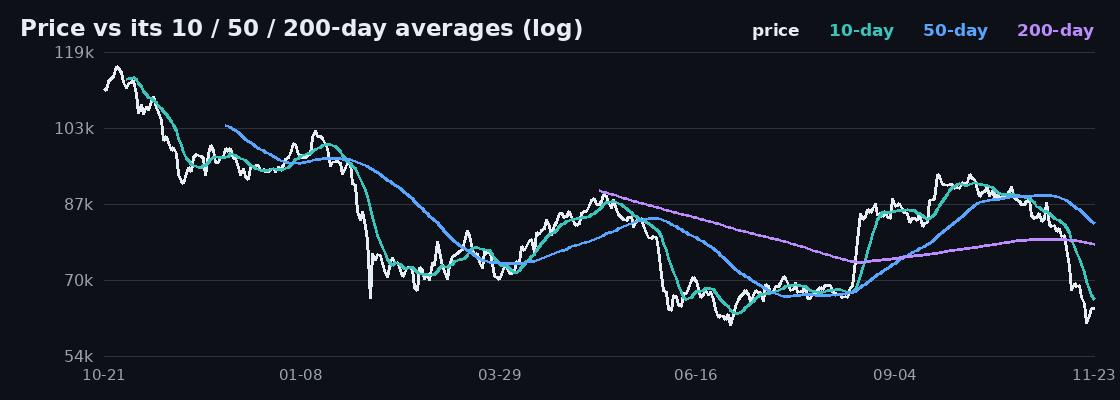 Price vs its 10 / 50 / 200-day averages (log)
price 10-day 50-day 200-day
119k
103k
87k
70k
54k
10-21 01-08 03-29 06-16 09-04 11-23